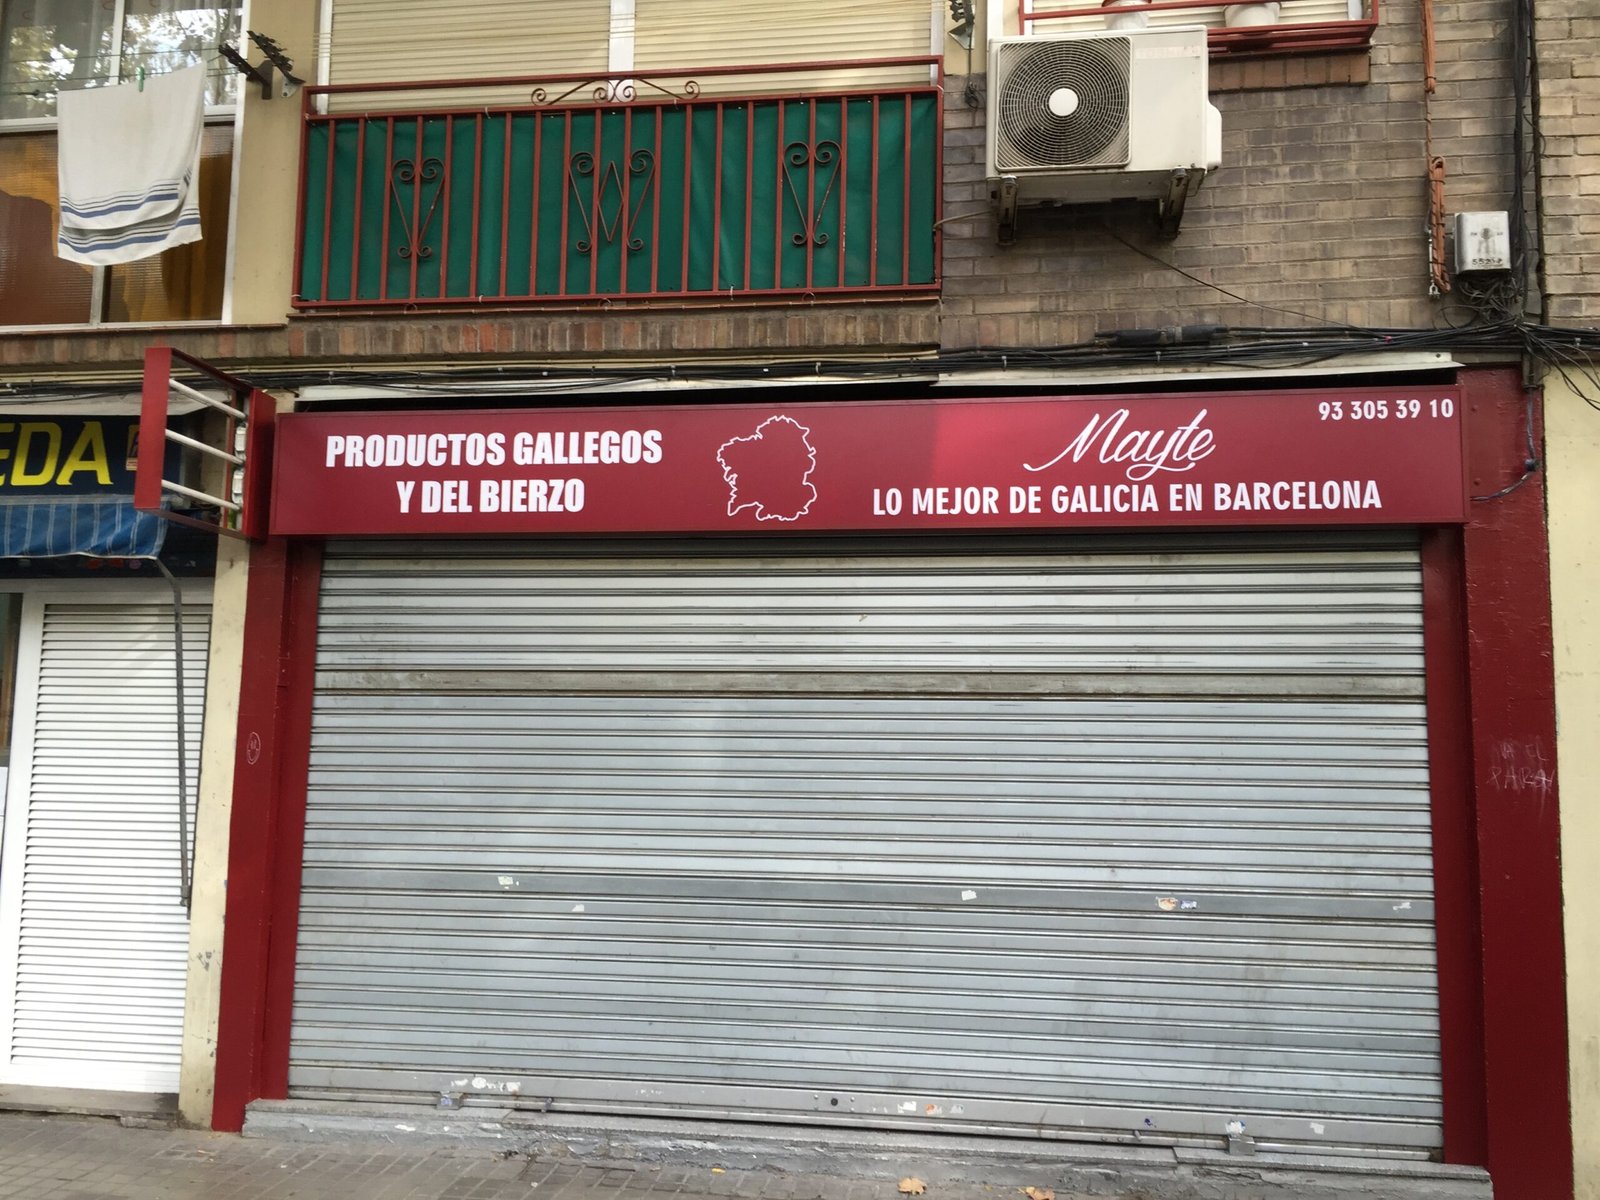 EDA
PRODUCTOS GALLEGOS
Y DEL BIERZO
Mayte
LO MEJOR DE GALICIA EN BARCELONA
93 305 39 10